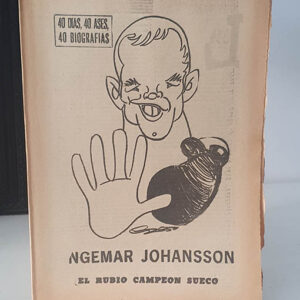 40 DIAS, 40 ASES,
40 BIOGRAFIAS
NGEMAR JOHANSSON
EL RUBIO CAMPEON SUECO